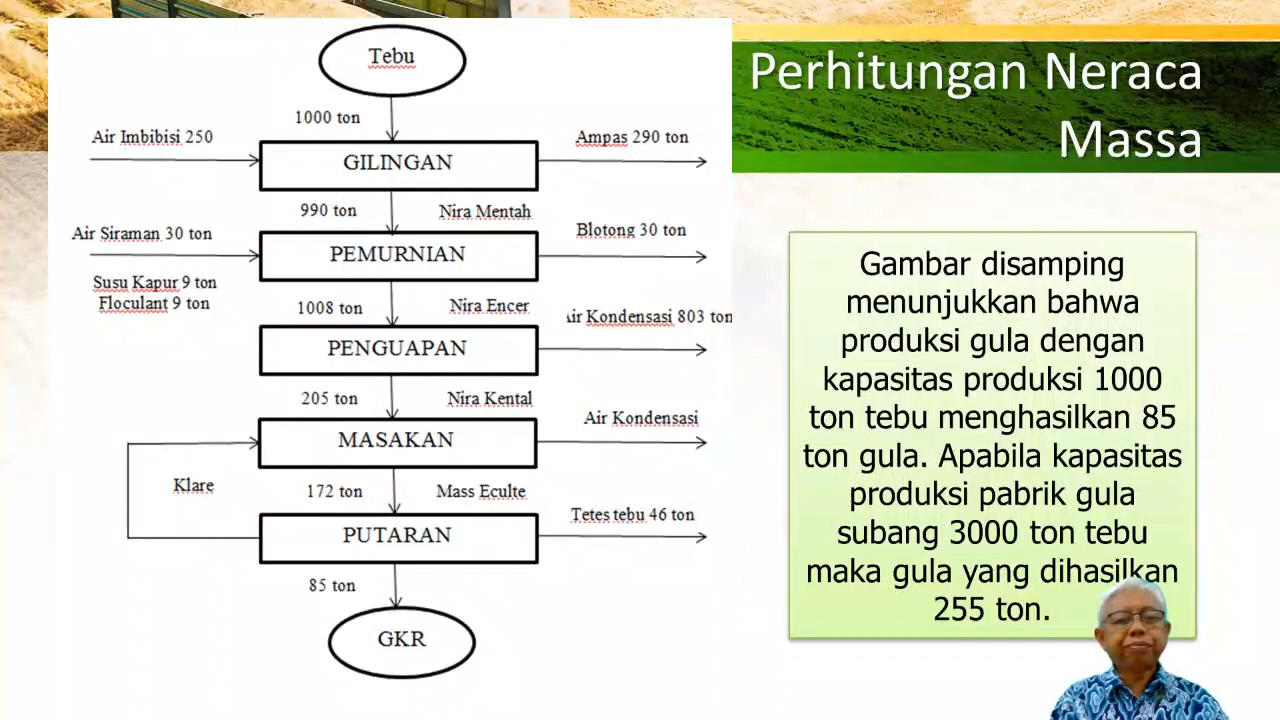 Perhitungan Neraca
Massa
Tebu
1000 ton
Air Imbibisi 250
Ampas 290 ton
GILINGAN
990 ton
Nira Mentah
Air Siraman 30 ton
Blotong 30 ton
PEMURNIAN
Susu Kapur 9 ton
Floculant 9 ton
1008 ton
Nira Encer
Air Kondensasi 803 ton
PENGUAPAN
205 ton
Nira Kental
Air Kondensasi
MASAKAN
Klare
172 ton
Mass Eculte
Tetes tebu 46 ton
PUTARAN
85 ton
GKR
Gambar disamping
menunjukkan bahwa
produksi gula dengan
kapasitas produksi 1000
ton tebu menghasilkan 85
ton gula. Apabila kapasitas
produksi pabrik gula
subang 3000 ton tebu
maka gula yang dihasilkan
255 ton.